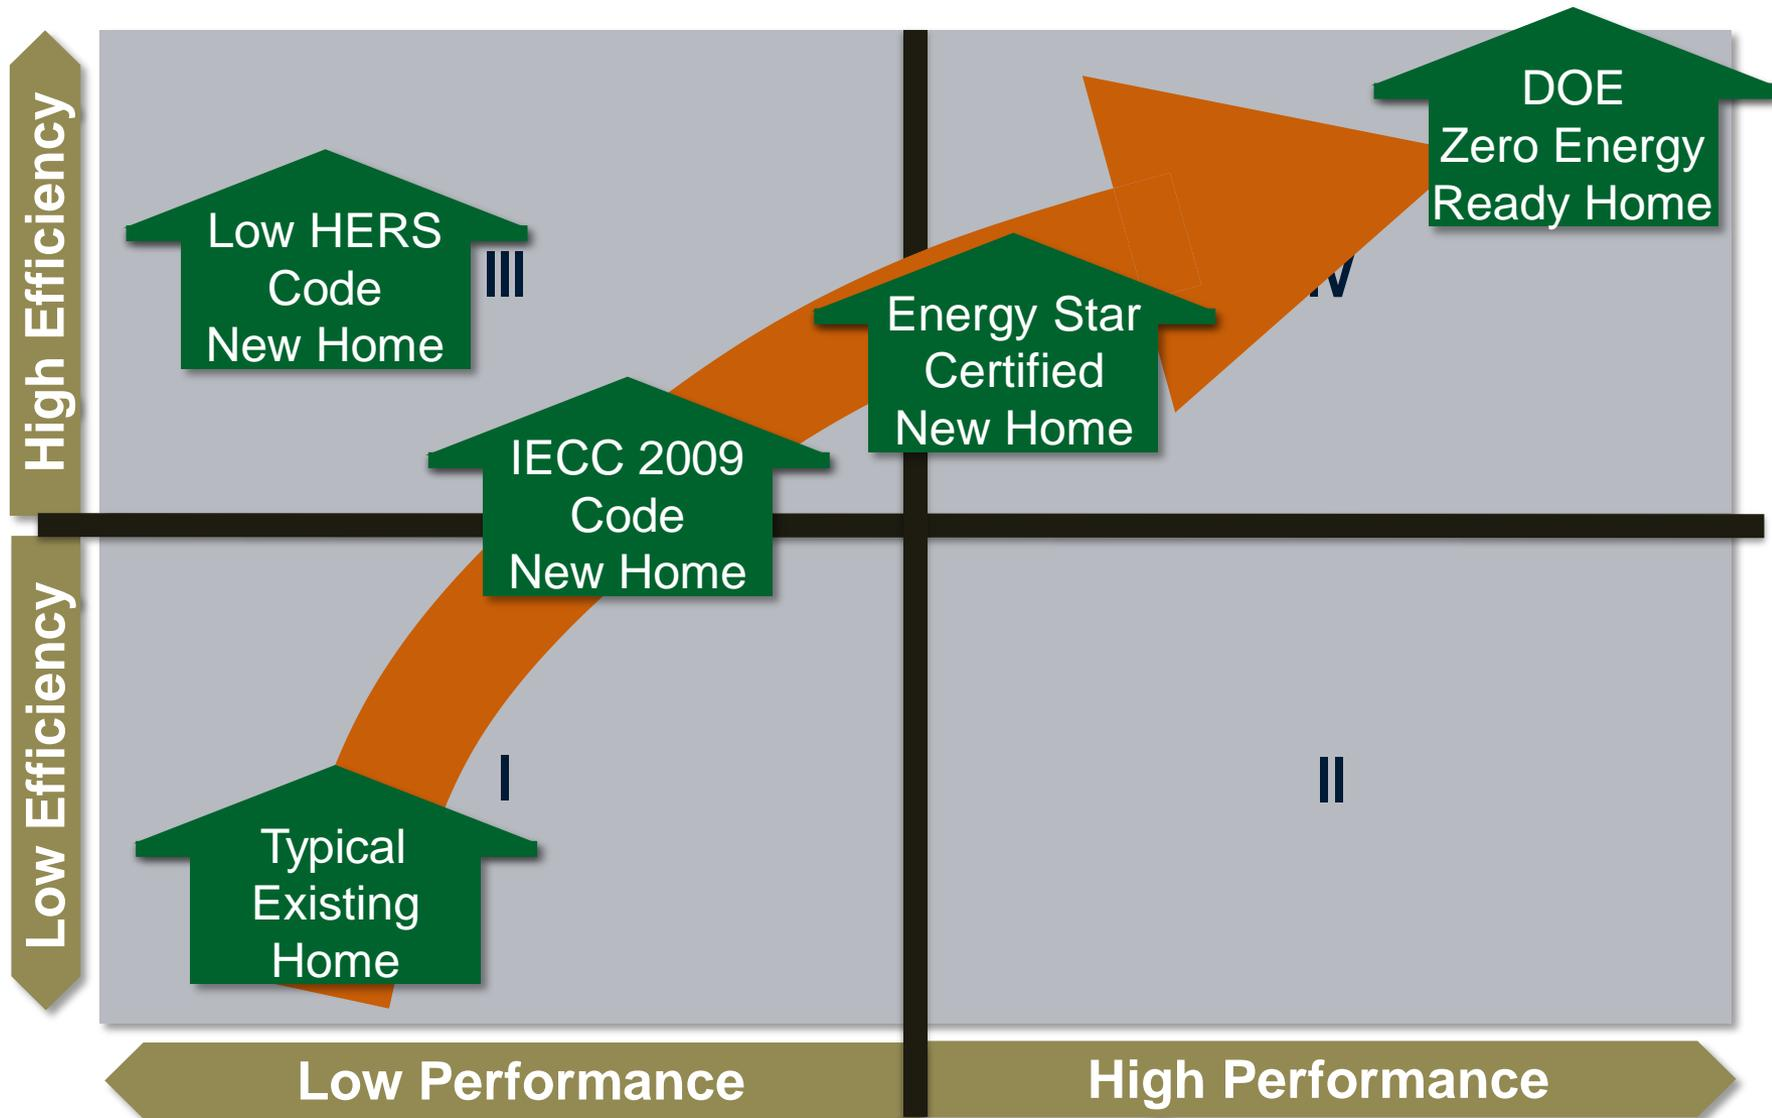 High Efficiency
Low Efficiency
DOE
Zero Energy
Ready Home
Low HERS
Code
New Home
III
IV
Energy Star
Certified
New Home
IECC 2009
Code
New Home
I
II
Typical
Existing
Home
Low Performance
High Performance